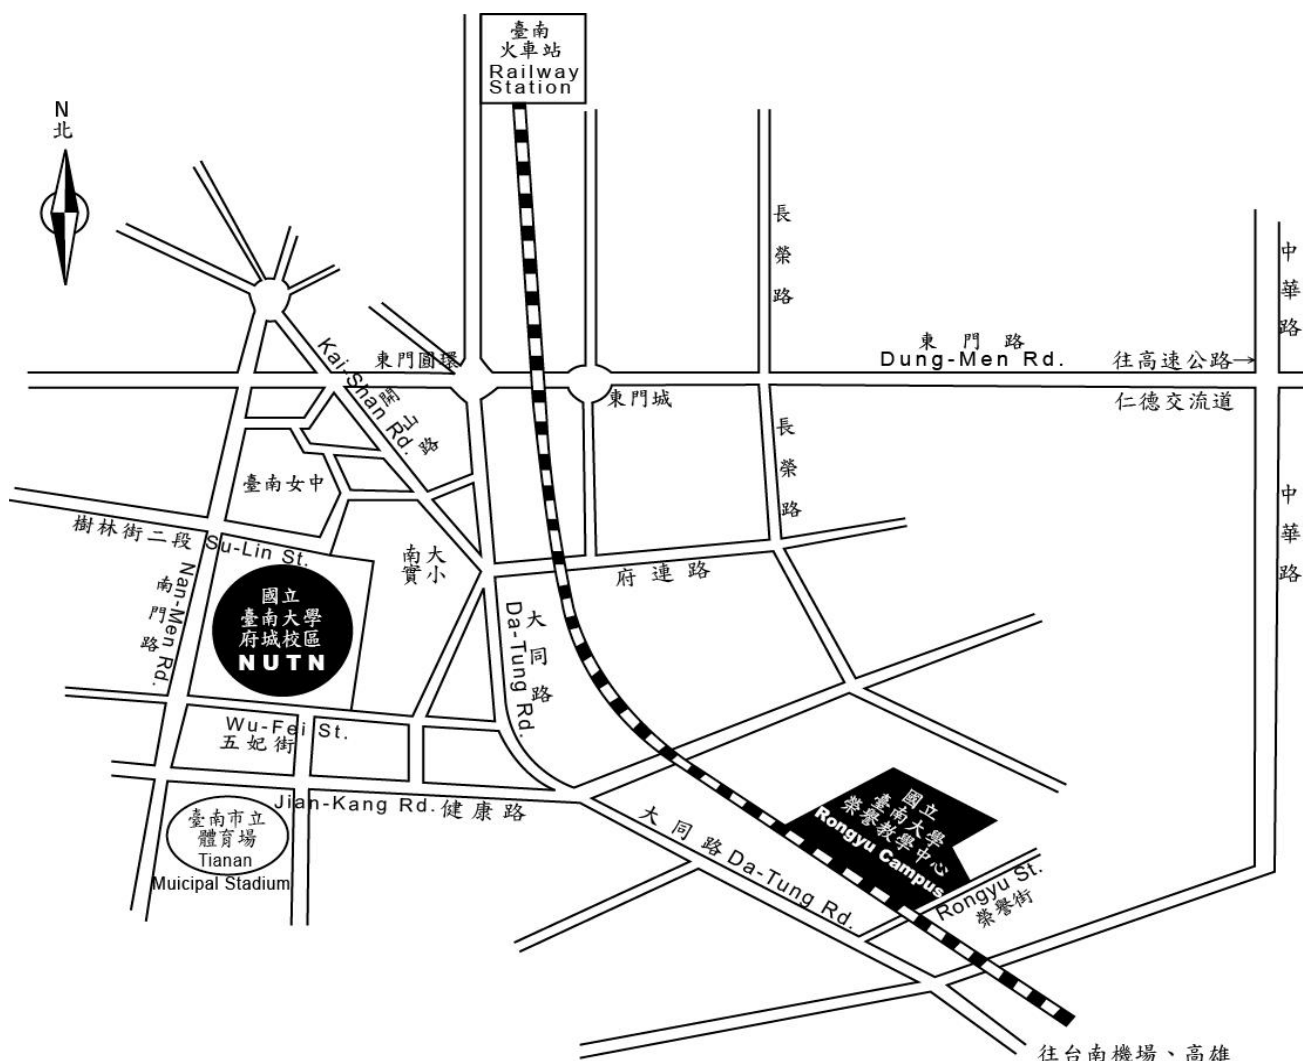 臺南
火車站
Railway
Station
N
北
長榮路
中華路
東門路
Dung-Men Rd.
往高速公路→
仁德交流道
東門圓環
東門城
Kai-Shan Rd.
開山路
長榮路
中華路
臺南女中
樹林街二段
Su-Lin St.
南大
實小
府連路
Nan-Men Rd.
南門路
國立
臺南大學
府城校區
NUTN
大同路
Da-Tung Rd.
Wu-Fei St.
五妃街
Jian-Kang Rd. 健康路
臺南市立
體育場
Tianan
Muicipal Stadium
大同路 Da-Tung Rd.
國立
臺南大學
榮譽教學中心
Rongyu Campus
Rongyu St.
榮譽街
往台南機場、高雄